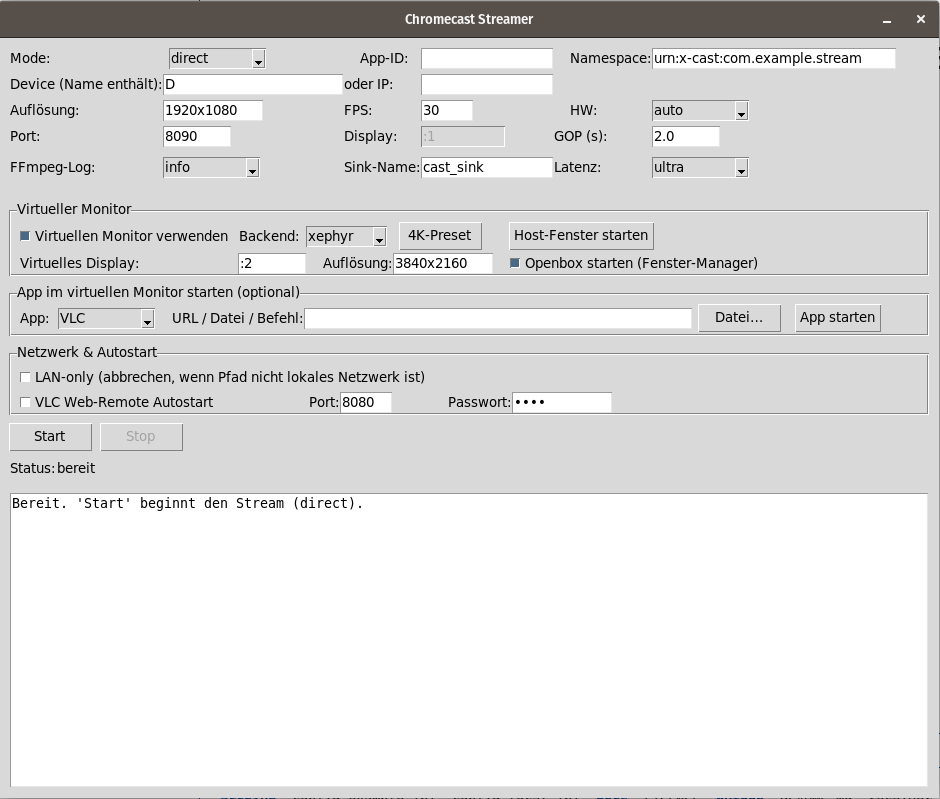 Chromecast Streamer
Mode: direct App-ID: Namespace: urn:x-cast:com.example.stream
Device (Name enthält): D oder IP:
Auflösung: 1920x1080 FPS: 30 HW: auto
Port: 8090 Display: :1 GOP (s): 2.0
FFmpeg-Log: info Sink-Name: cast_sink Latenz: ultra
Virtueller Monitor
Virtuellen Monitor verwenden Backend: xephyr 4K-Preset Host-Fenster starten
Virtuelles Display: :2 Auflösung: 3840x2160 Openbox starten (Fenster-Manager)
App im virtuellen Monitor starten (optional)
App: VLC URL / Datei / Befehl: Datei... App starten
Netzwerk & Autostart
LAN-only (abbrechen, wenn Pfad nicht lokales Netzwerk ist)
VLC Web-Remote Autostart Port: 8080 Passwort: ••••
Start Stop
Status: bereit
Bereit. 'Start' beginnt den Stream (direct).